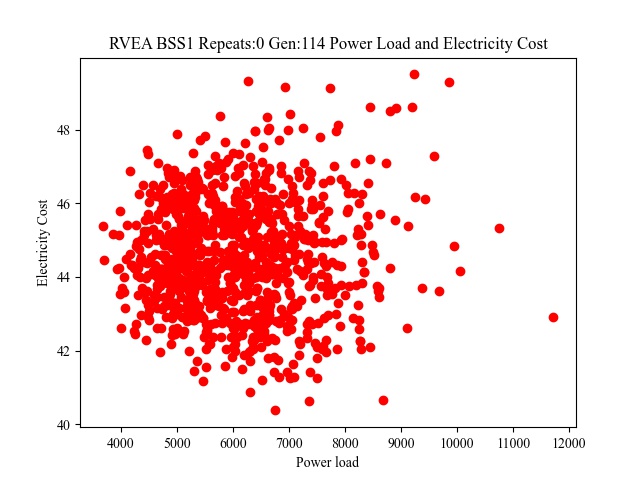 RVEA BSS1 Repeats:0 Gen:114 Power Load and Electricity Cost
Electricity Cost
48
46
44
42
40
4000 5000 6000 7000 8000 9000 10000 11000 12000
Power load